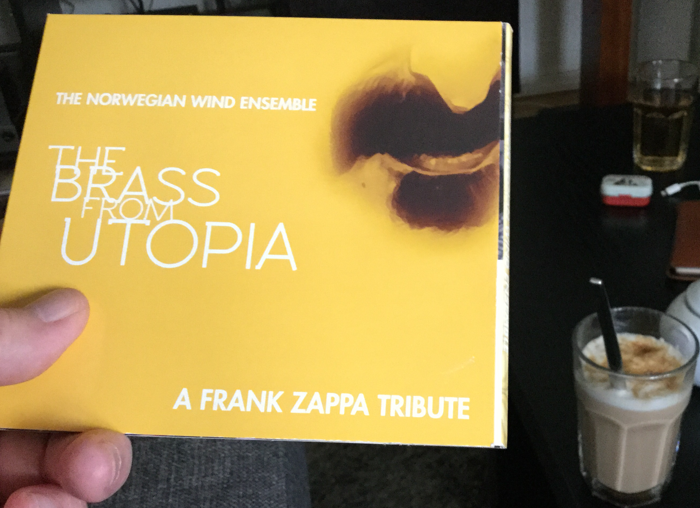 THE NORWEGIAN WIND ENSEMBLE
THE
BRASS
FROM
UTOPIA
A FRANK ZAPPA TRIBUTE